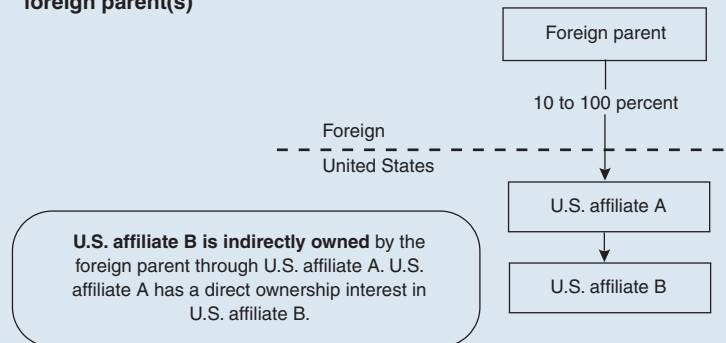 foreign parent(s)
Foreign parent
10 to 100 percent
Foreign
United States
U.S. affiliate A
U.S. affiliate B is indirectly owned by the
foreign parent through U.S. affiliate A. U.S.
affiliate A has a direct ownership interest in
U.S. affiliate B.
U.S. affiliate B